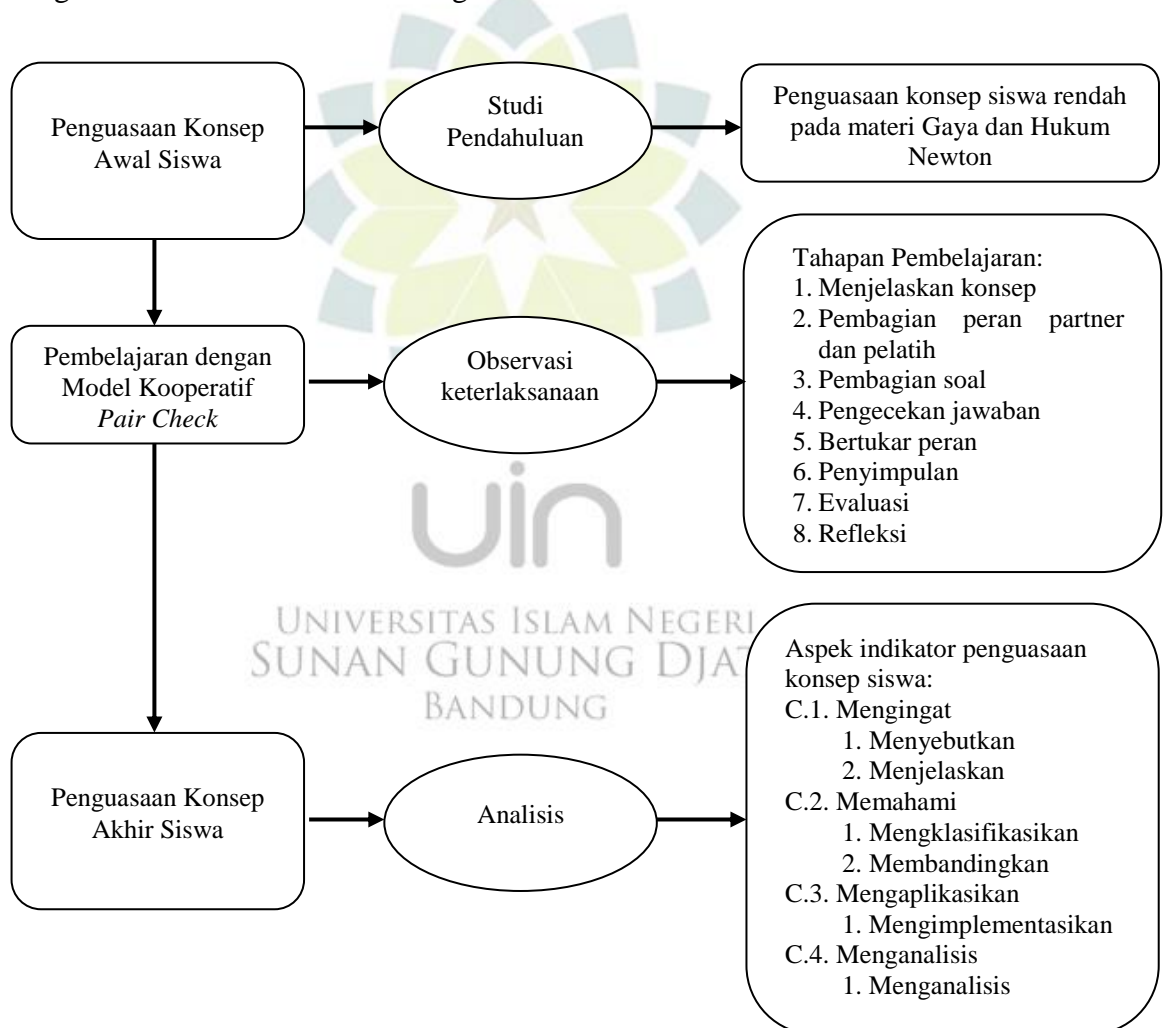 Penguasaan Konsep
Awal Siswa
Studi
Pendahuluan
Penguasaan konsep siswa rendah
pada materi Gaya dan Hukum
Newton
Pembelajaran dengan
Model Kooperatif
Pair Check
Observasi
keterlaksanaan
Tahapan Pembelajaran:
1. Menjelaskan konsep
2. Pembagian peran partner
dan pelatih
3. Pembagian soal
4. Pengecekan jawaban
5. Bertukar peran
6. Penyimpulan
7. Evaluasi
8. Refleksi
uin
UNIVERSITAS ISLAM NEGERI
SUNAN GUNUNG DJAT
BANDUNG
Penguasaan Konsep
Akhir Siswa
Analisis
Aspek indikator penguasaan
konsep siswa:
C.1. Mengingat
1. Menyebutkan
2. Menjelaskan
C.2. Memahami
1. Mengklasifikasikan
2. Membandingkan
C.3. Mengaplikasikan
1. Mengimplementasikan
C.4. Menganalisis
1. Menganalisis